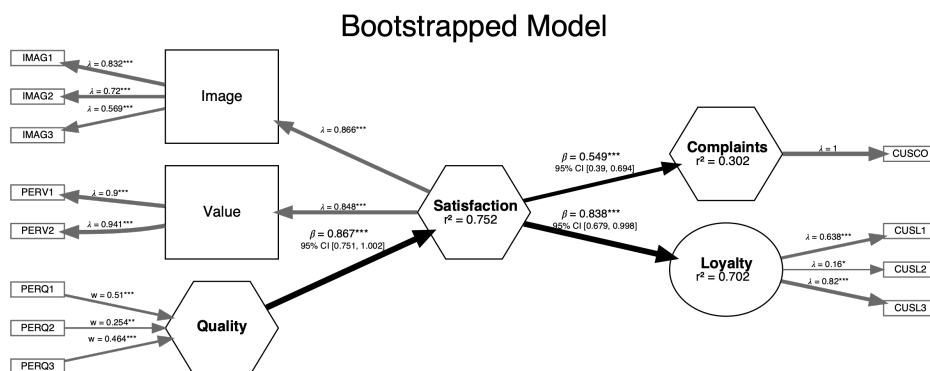 Bootstrapped Model
IMAG1
λ = 0.832***
IMAG2
λ = 0.72***
IMAG3
λ = 0.569***
Image
λ = 0.866***
PERV1
λ = 0.9***
PERV2
λ = 0.941***
Value
λ = 0.848***
β = 0.867***
95% CI [0.751, 1.002]
PERQ1
w = 0.51***
PERQ2
w = 0.254**
PERQ3
w = 0.464***
Quality
Satisfaction
r² = 0.752
β = 0.549***
95% CI [0.39, 0.694]
β = 0.838***
95% CI [0.679, 0.998]
Complaints
r² = 0.302
λ = 1
CUSCO
Loyalty
r² = 0.702
λ = 0.638***
CUSL1
λ = 0.16*
CUSL2
λ = 0.82***
CUSL3